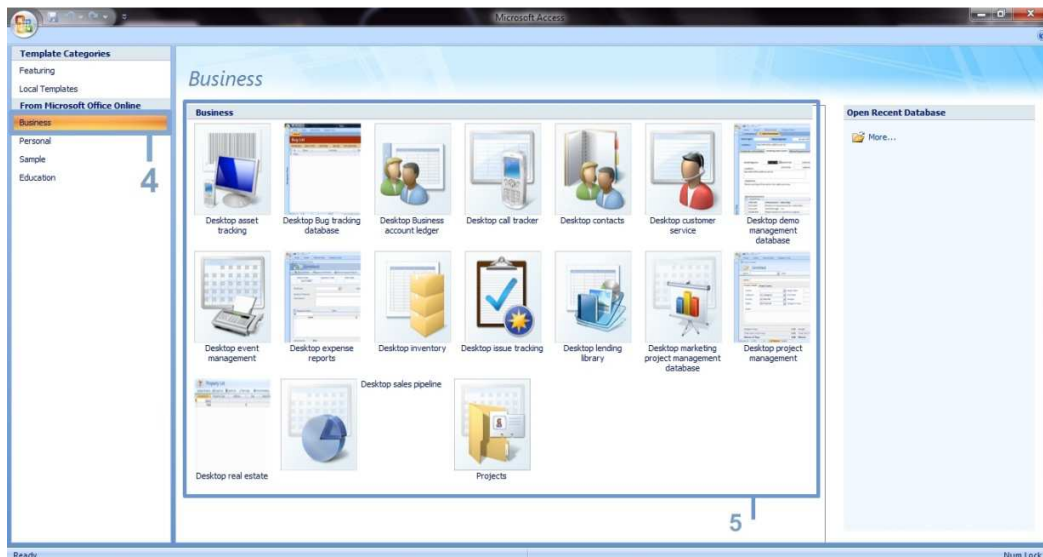 Microsoft Access
Template Categories
Featuring
Local Templates
From Microsoft Office Online
Business
Personal
Sample
Education
4
Business
Business
Desktop asset
tracking
Desktop Bug tracking
database
Desktop Business
account ledger
Desktop call tracker
Desktop contacts
Desktop customer
service
Desktop demo
management
database
Desktop event
management
Desktop expense
reports
Desktop inventory
Desktop issue tracking
Desktop lending
library
Desktop marketing
project management
database
Desktop project
management
Desktop real estate
Desktop sales pipeline
Projects
5
Open Recent Database
More...
Ready
Num Lock